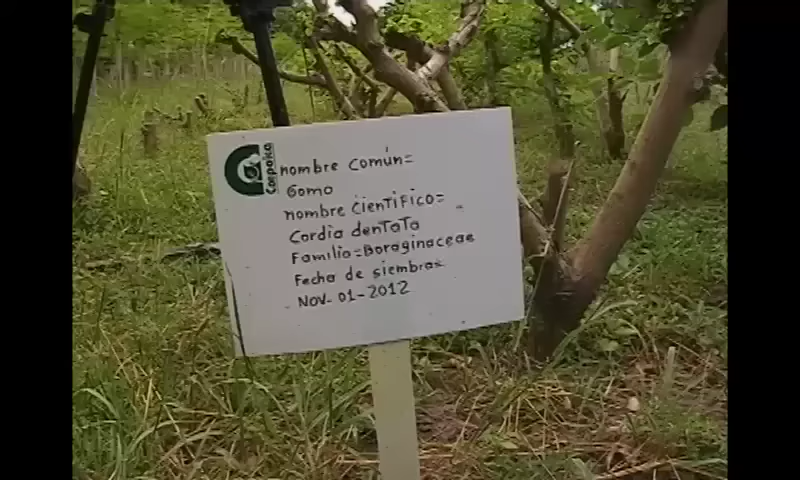 Corpoica
nombre común=
Gomo
nombre científico=
Cordia dentata
Familia=Boraginaceae
Fecha de siembra=
Nov-01-2012